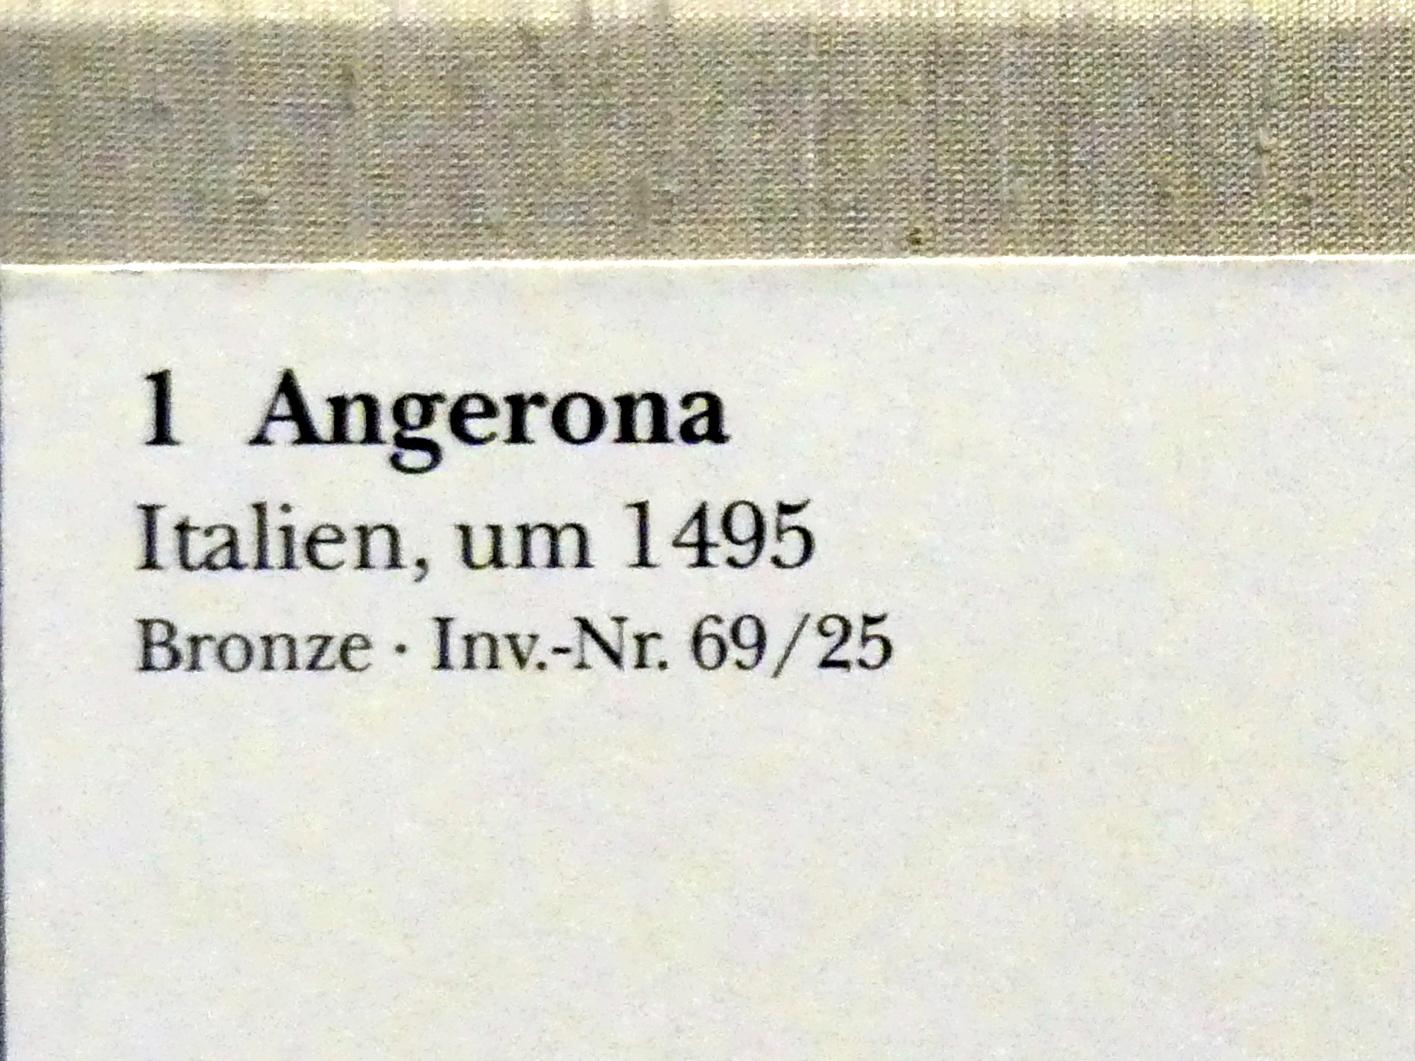 1 Angerona
Italien, um 1495
Bronze · Inv.-Nr. 69/25